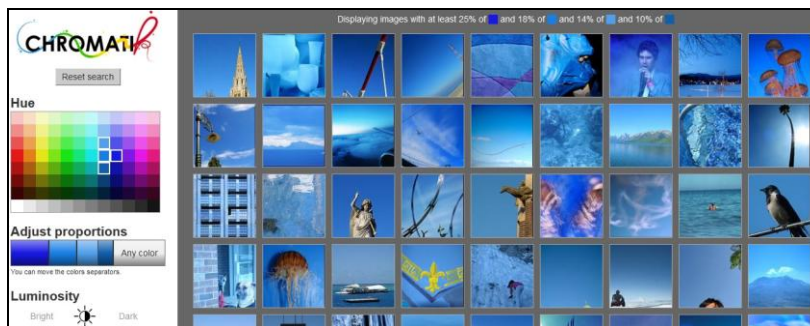 CHROMATIK
Reset search
Hue
Adjust proportions
Any color
You can move the colors separators.
Luminosity
Bright
Dark
Displaying images with at least 25% of and 18% of and 14% of and 10% of